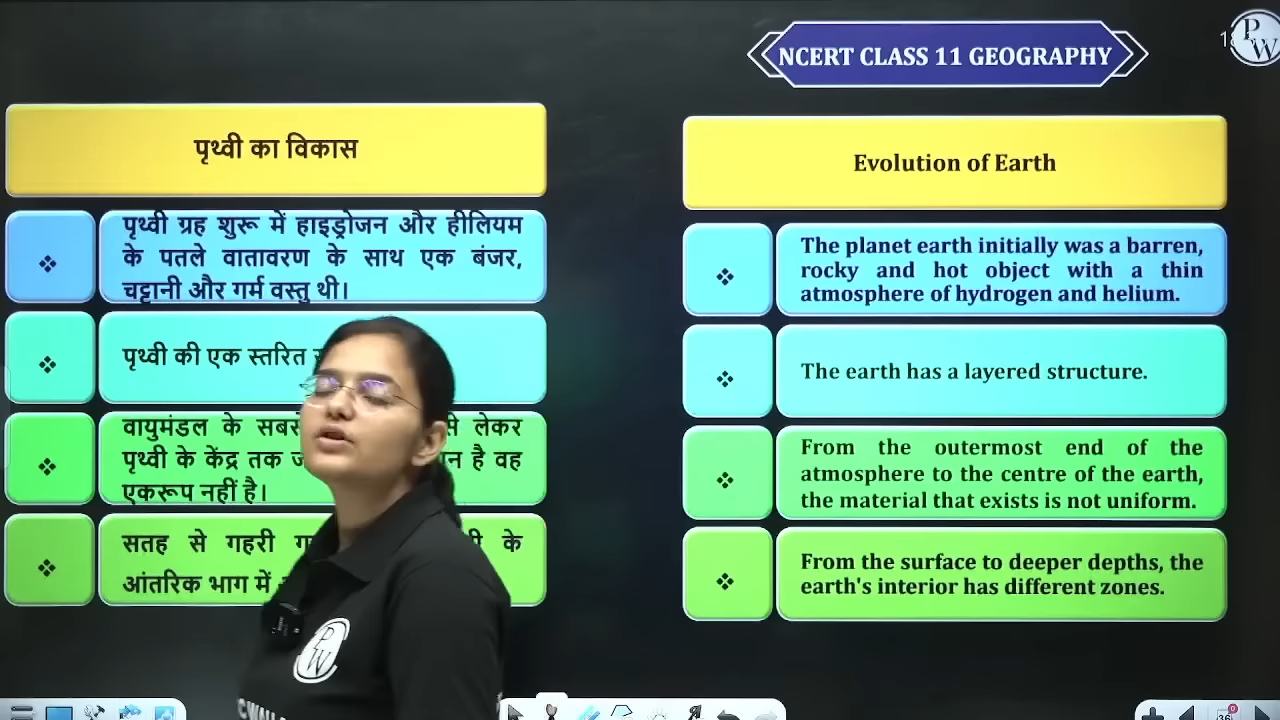 NCERT CLASS 11 GEOGRAPHY
PW
पृथ्वी का विकास
पृथ्वी ग्रह शुरू में हाइड्रोजन और हीलियम
के पतले वातावरण के साथ एक बंजर,
चट्टानी और गर्म वस्तु थी।
पृथ्वी की एक स्तरित
वायुमंडल के से लेकर
पृथ्वी के केंद्र तक है वह
एकरूप नहीं है।
सतह से गहरी के
आंतरिक भाग में
Evolution of Earth
The planet earth initially was a barren,
rocky and hot object with a thin
atmosphere of hydrogen and helium.
The earth has a layered structure.
From the outermost end of the
atmosphere to the centre of the earth,
the material that exists is not uniform.
From the surface to deeper depths, the
earth's interior has different zones.
PW
36